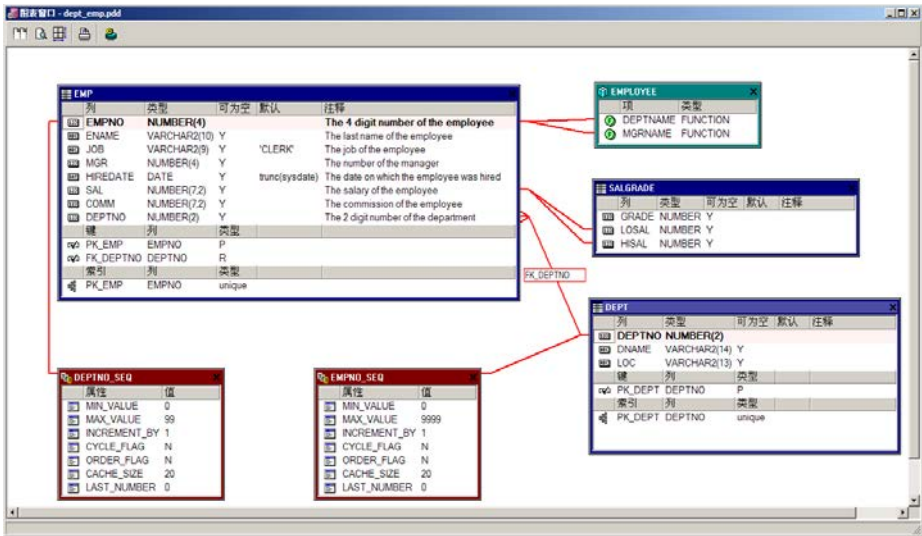 图表窗口 - dept_emp.pdd
EMP
列 类型 可为空 默认 注释
EMPNO NUMBER(4) The 4 digit number of the employee
ENAME VARCHAR2(10) Y The last name of the employee
JOB VARCHAR2(9) Y 'CLERK' The job of the employee
MGR NUMBER(4) Y The number of the manager
HIREDATE DATE Y trunc(sysdate) The date on which the employee was hired
SAL NUMBER(7,2) Y The salary of the employee
COMM NUMBER(7,2) Y The commission of the employee
DEPTNO NUMBER(2) Y The 2 digit number of the department
键 列 类型
PK_EMP EMPNO P
FK_DEPTNO DEPTNO R
索引 列 类型
PK_EMP EMPNO unique
EMPLOYEE
项 类型
DEPTNAME FUNCTION
MGRNAME FUNCTION
SALGRADE
列 类型 可为空 默认 注释
GRADE NUMBER Y
LOSAL NUMBER Y
HISAL NUMBER Y
FK_DEPTNO
DEPT
列 类型 可为空 默认 注释
DEPTNO NUMBER(2)
DNAME VARCHAR2(14) Y
LOC VARCHAR2(13) Y
键 列 类型
PK_DEPT DEPTNO P
索引 列 类型
PK_DEPT DEPTNO unique
DEPTNO_SEQ
属性 值
MIN_VALUE 0
MAX_VALUE 99
INCREMENT_BY 1
CYCLE_FLAG N
ORDER_FLAG N
CACHE_SIZE 20
LAST_NUMBER 0
EMPNO_SEQ
属性 值
MIN_VALUE 0
MAX_VALUE 9999
INCREMENT_BY 1
CYCLE_FLAG N
ORDER_FLAG N
CACHE_SIZE 20
LAST_NUMBER 0